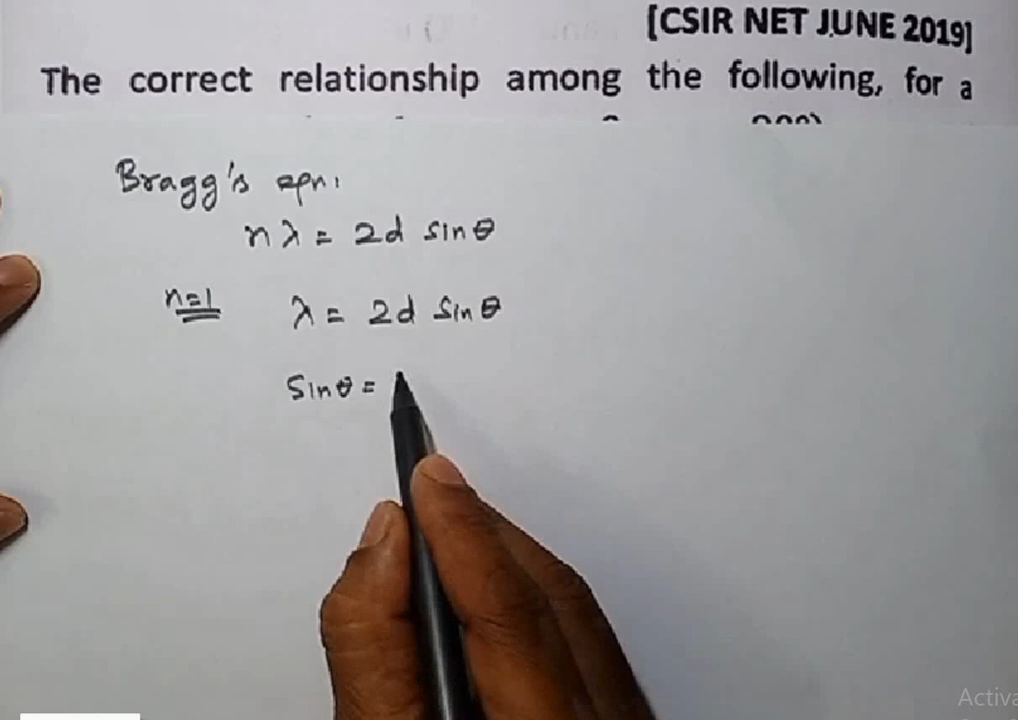 [CSIR NET JUNE 2019]
The correct relationship among the following, for a
Bragg's eqn:
nλ = 2d sinθ
n=1 λ = 2d sinθ
Sinθ =
Activa